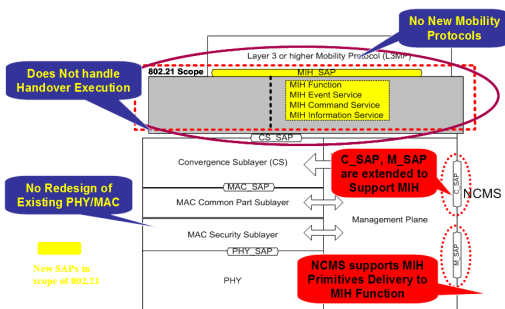 No New Mobility
Protocols
Layer 3 or higher Mobility Protocol (L3MP)
802.21 Scope
MIH_SAP
Does Not handle
Handover Execution
MIH Function
MIH Event Service
MIH Command Service
MIH Information Service
CS_SAP
Convergence Sublayer (CS)
C_SAP, M_SAP
are extended to
Support MIH
C_SAP
NCMS
No Redesign of
Existing PHY/MAC
MAC_SAP
MAC Common Part Sublayer
Management Plane
MAC Security Sublayer
PHY_SAP
M_SAP
New SAPs in
scope of 802.21
PHY
NCMS supports MIH
Primitives Delivery to
MIH Function